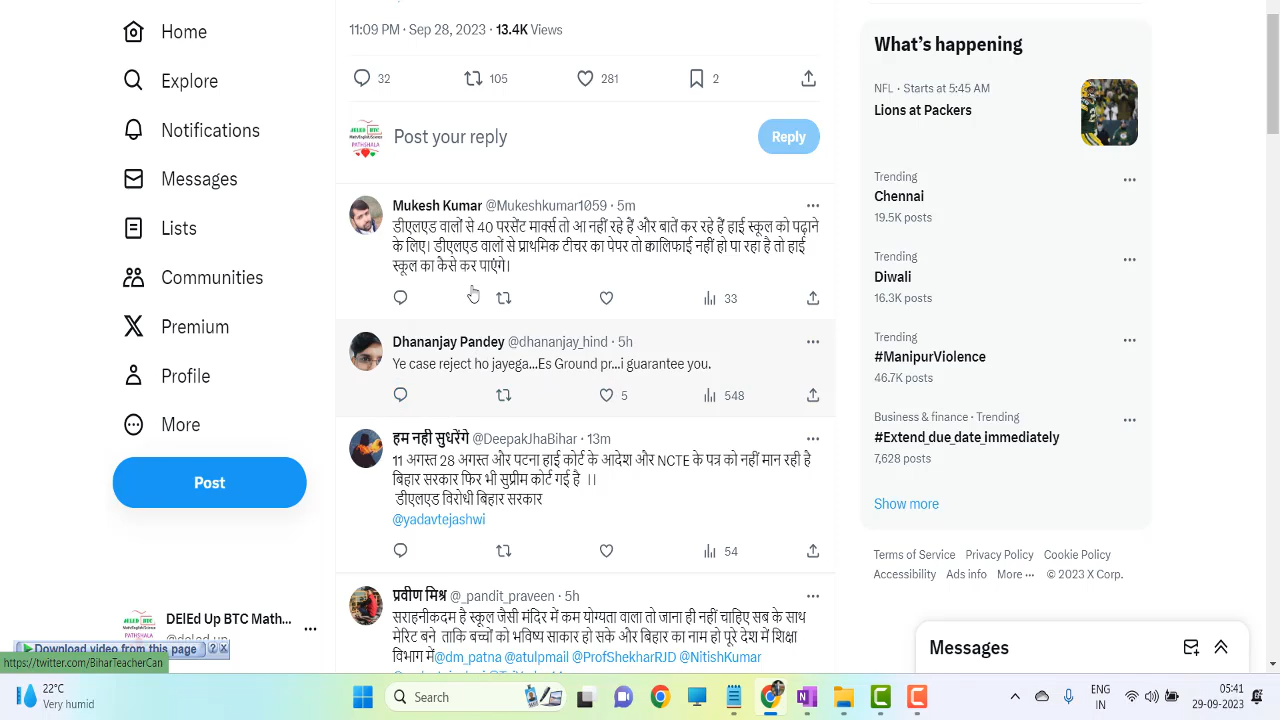 Home
Explore
Notifications
Messages
Lists
Communities
Premium
Profile
More
Post
DElEd Up BTC Math...
11:09 PM · Sep 28, 2023 · 13.4K Views
32 105 281 2
DELED BTC
PATHSHALA
Post your reply
Reply
Mukesh Kumar @Mukeshkumar1059 · 5m
डीएलएड वालों से 40 परसेंट मार्क्स तो आ नहीं रहे हैं और बातें कर रहे हैं हाई स्कूल को पढ़ाने
के लिए। डीएलएड वालों से प्राथमिक टीचर का पेपर तो क्वालिफाई नहीं हो पा रहा है तो हाई
स्कूल का कैसे कर पाएंगे।
33
Dhananjay Pandey @dhananjay_hind · 5h
Ye case reject ho jayega...Es Ground pr...i guarantee you.
5 548
हम नही सुधरेंगे @DeepakJhaBihar · 13m
11 अगस्त 28 अगस्त और पटना हाई कोर्ट के आदेश और NCTE के पत्र को नहीं मान रही है
बिहार सरकार फिर भी सुप्रीम कोर्ट गई है ।।
डीएलएड विरोधी बिहार सरकार
@yadavtejashwi
54
प्रवीण मिश्र @_pandit_praveen · 5h
सराहनीकदम है स्कूल जैसी मंदिर में कम योग्यता वाला तो जाना ही नहीं चाहिए सब के साथ
मेरिट बने ताकि बच्चों को भविष्य साकार हो सके और बिहार का नाम हो पूरे देश में शिक्षा
विभाग में@dm_patna @atulpmail @ProfShekharRJD @NitishKumar
What's happening
NFL · Starts at 5:45 AM
Lions at Packers
Trending
Chennai
19.5K posts
Trending
Diwali
16.3K posts
Trending
#ManipurViolence
46.7K posts
Business & finance · Trending
#Extend_due_date_immediately
7,628 posts
Show more
Terms of Service Privacy Policy Cookie Policy
Accessibility Ads info More ··· © 2023 X Corp.
Messages
Download video from this page ? X
https://twitter.com/BiharTeacherCan
22°C
Very humid
Search
ENG
IN
05:41
29-09-2023